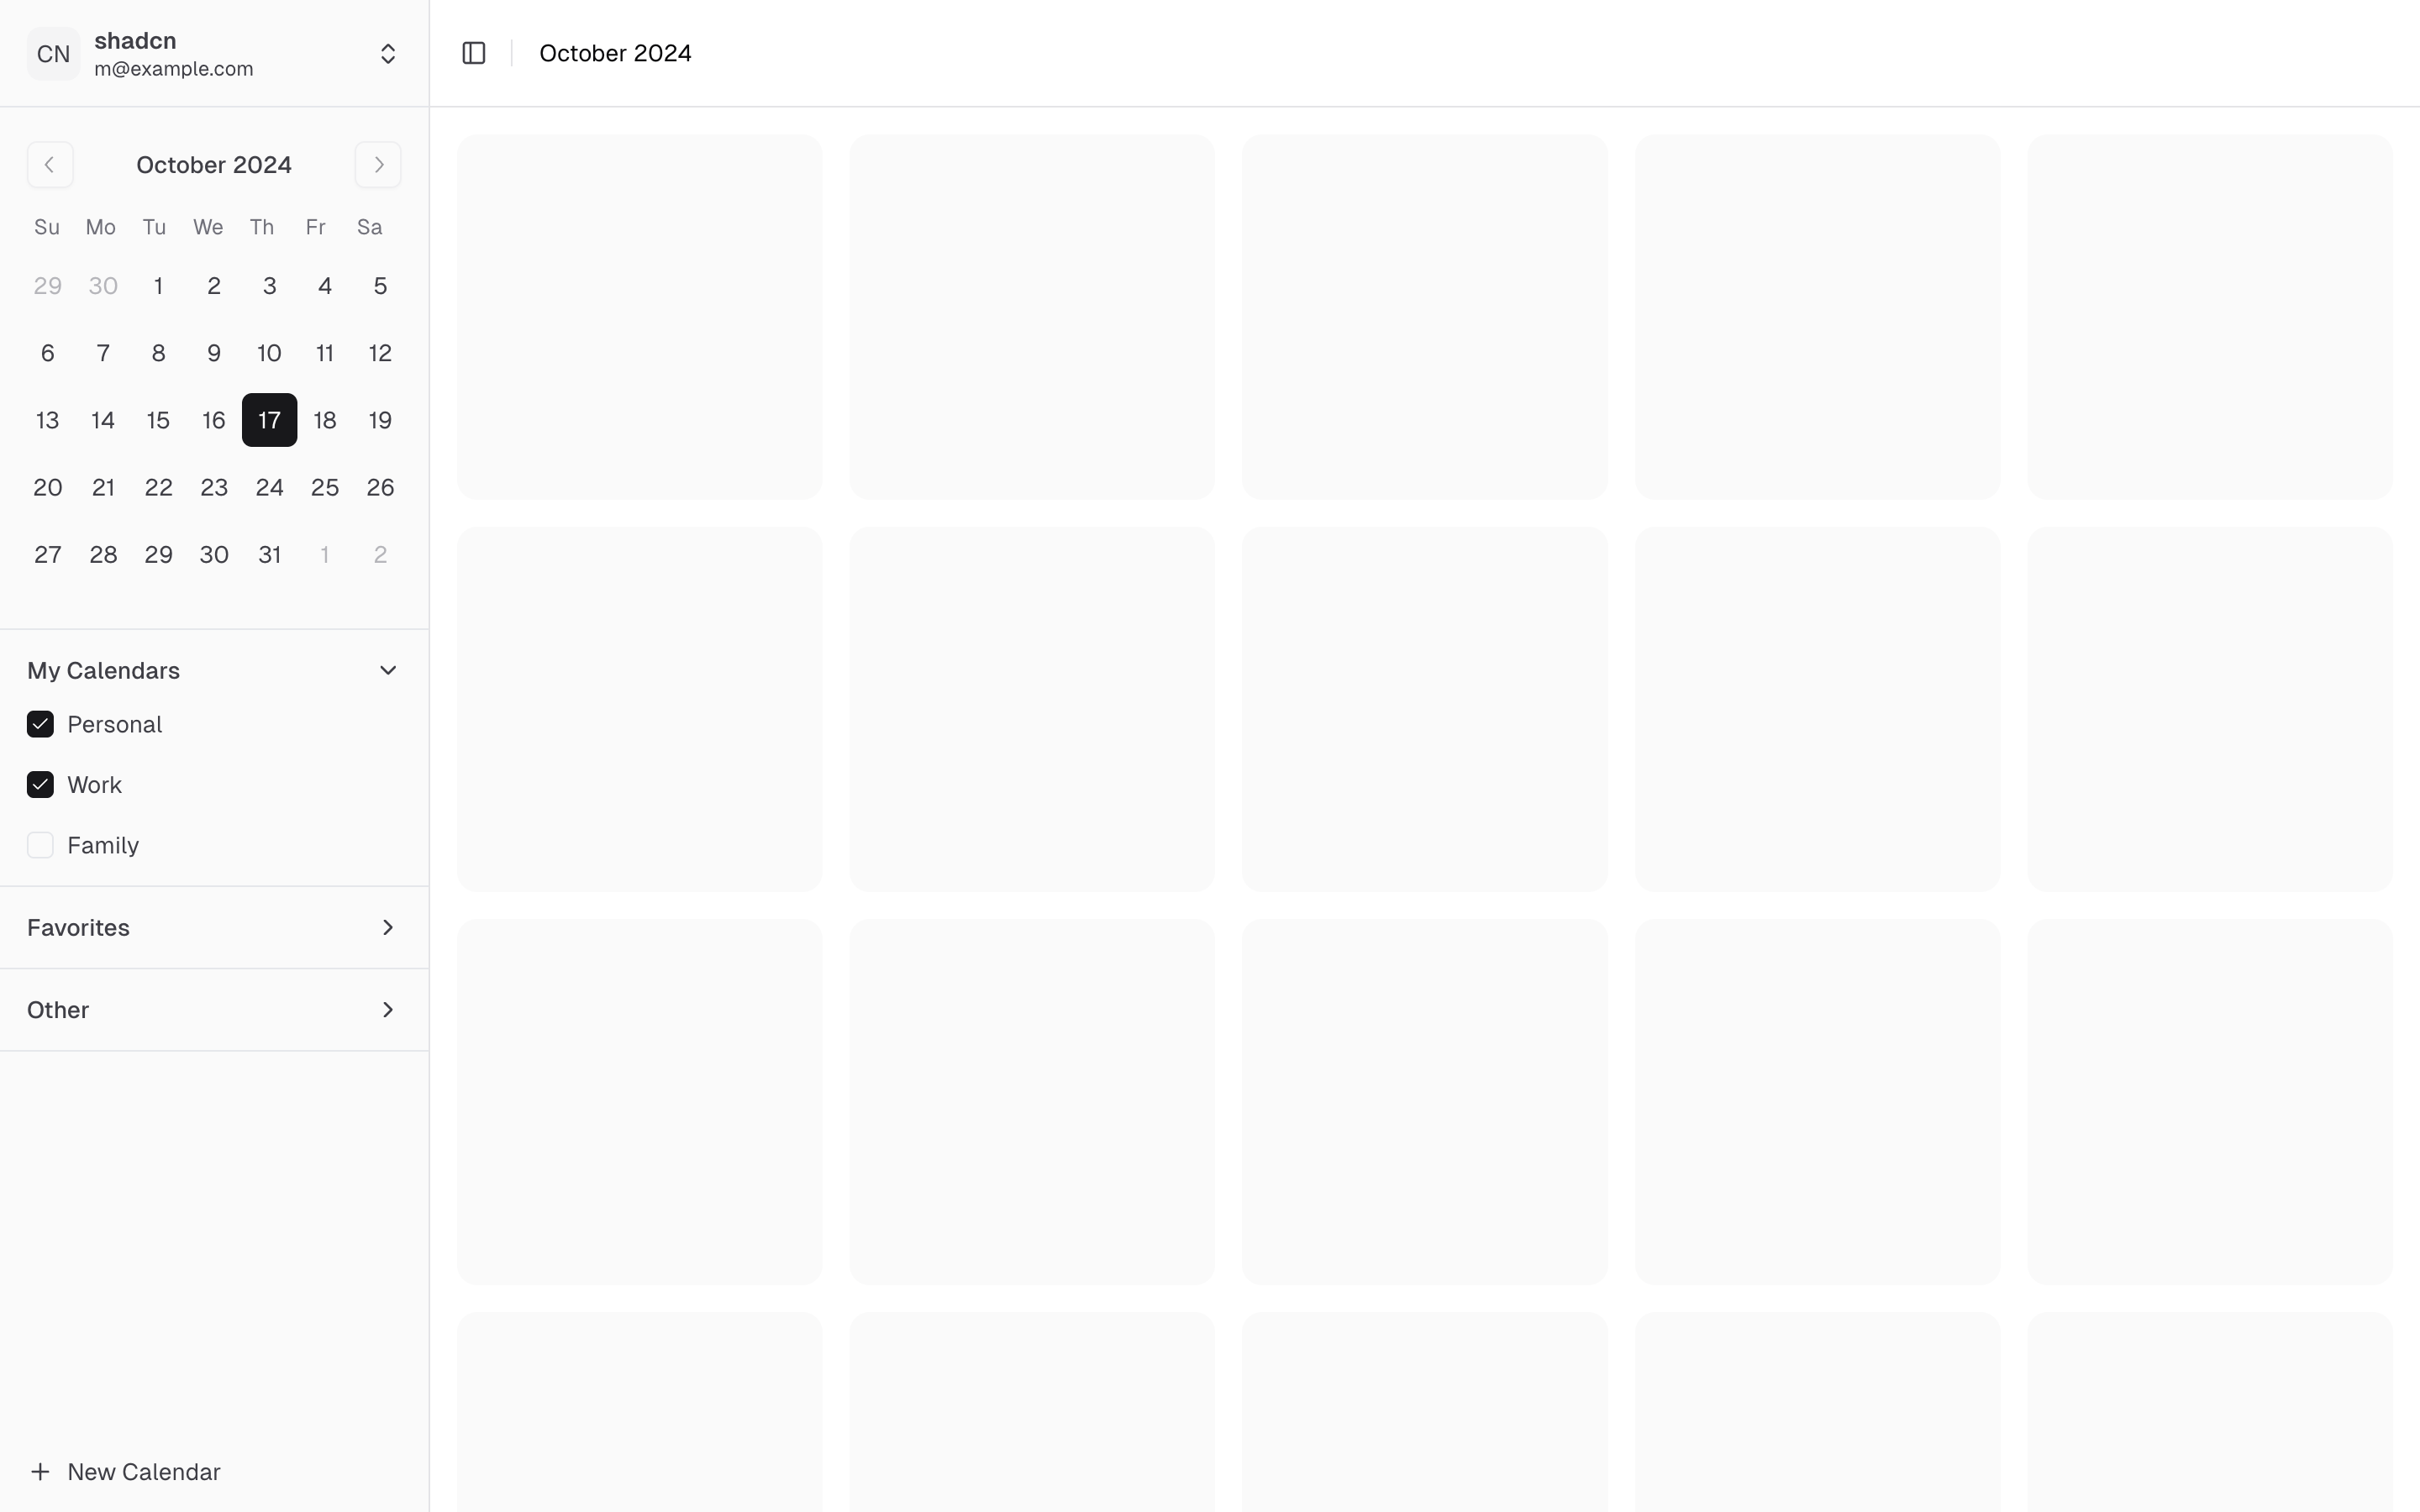 CN
shadcn
m@example.com
October 2024
October 2024
Su Mo Tu We Th Fr Sa
29 30 1 2 3 4 5
6 7 8 9 10 11 12
13 14 15 16 17 18 19
20 21 22 23 24 25 26
27 28 29 30 31 1 2
My Calendars
Personal
Work
Family
Favorites
Other
New Calendar